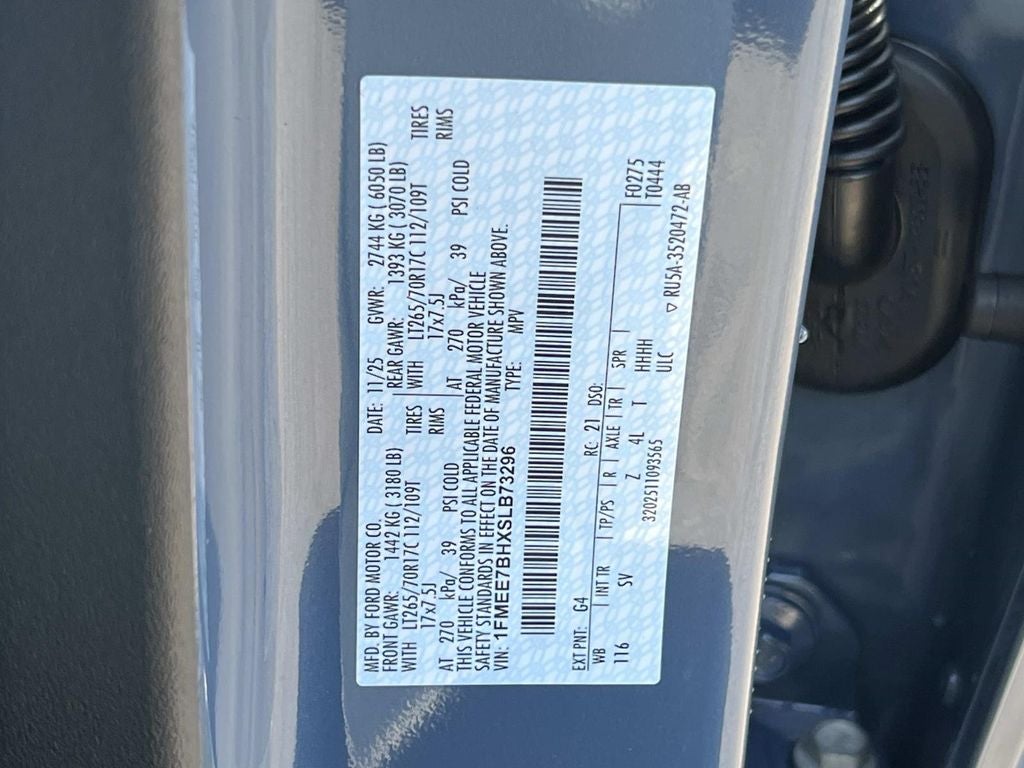 MFD. BY FORD MOTOR CO. DATE: 11/25 GVWR: 2744 KG ( 6050 LB)
FRONT GAWR: 1442 KG ( 3180 LB) REAR GAWR: 1393 KG ( 3070 LB)
WITH LT265/70R17C 112/109T TIRES WITH LT265/70R17C 112/109T TIRES
17x7.5J RIMS 17x7.5J RIMS
AT 270 kPa/ 39 PSI COLD AT 270 kPa/ 39 PSI COLD
THIS VEHICLE CONFORMS TO ALL APPLICABLE FEDERAL MOTOR VEHICLE
SAFETY STANDARDS IN EFFECT ON THE DATE OF MANUFACTURE SHOWN ABOVE.
VIN: 1FMEE7BHXSLB73296 TYPE: MPV
EXT PNT: G4 RC: 21 DSO:
WB INT TR TP/PS R AXLE TR SPR F0275
116 SV Z 4L T HHHH T0444
320251109356S ULC
RU5A-3520472-AB